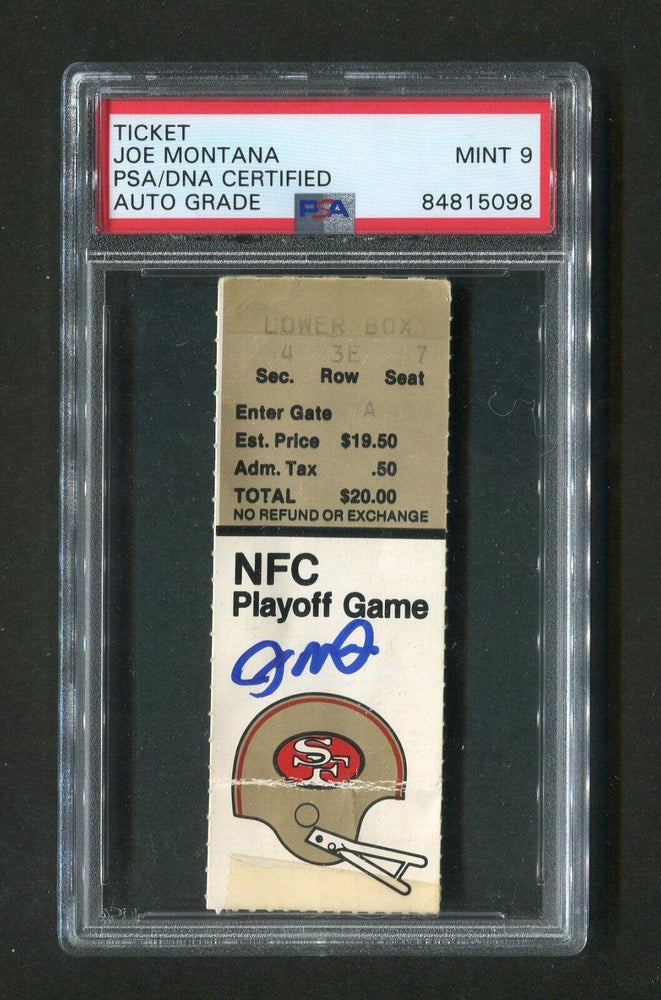 TICKET
JOE MONTANA MINT 9
PSA/DNA CERTIFIED
AUTO GRADE PSA 84815098
LOWER BOX
4 3E 7
Sec. Row Seat
Enter Gate A
Est. Price $19.50
Adm. Tax .50
TOTAL $20.00
NO REFUND OR EXCHANGE
NFC
Playoff Game
SF